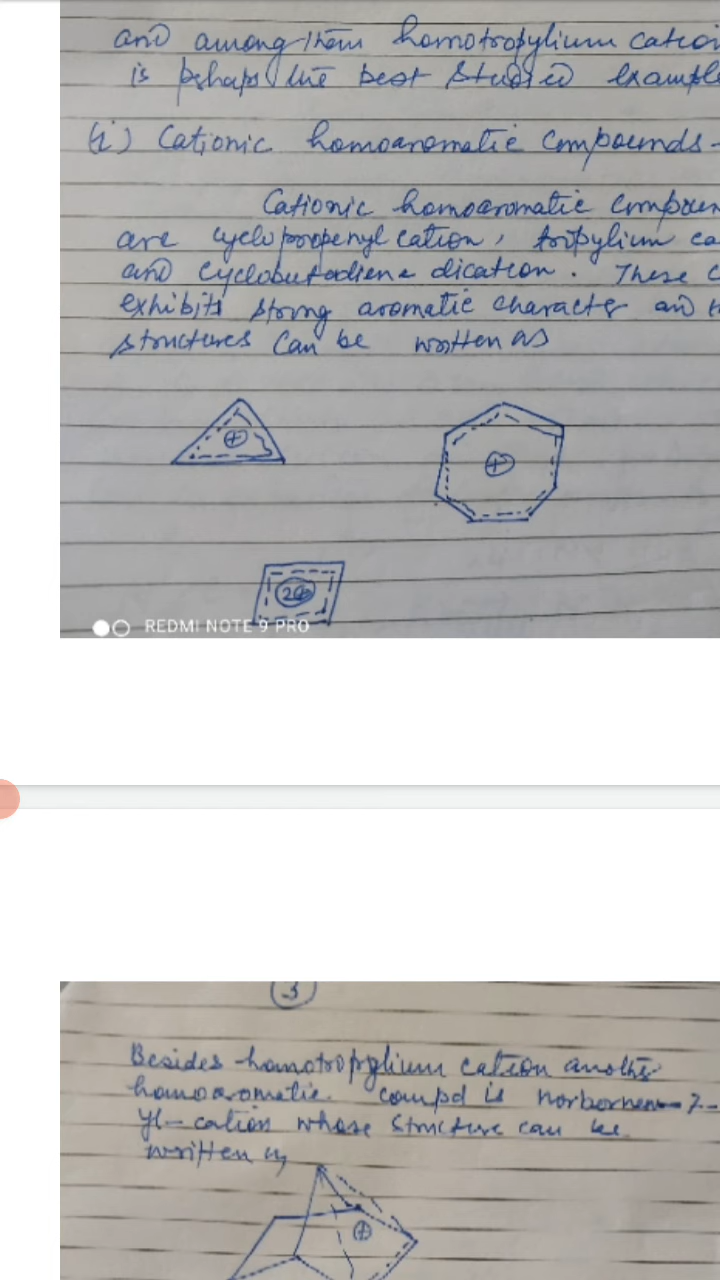 and among them homotropylium catio
is perhaps the best studied example
(i) Cationic homoaromatic compounds-
Cationic homoaromatic compoun
are cyclopropenyl cation, tropylium ca
and cyclobutadiene dication. These c
exhibits strong aromatic character and t
structures can be written as
+
+
2+
REDMI NOTE 9 PRO
3
Besides homotropylium cation another
homoaromatic compd is norbornen-7-
yl-cation whose structure can be
written as
+